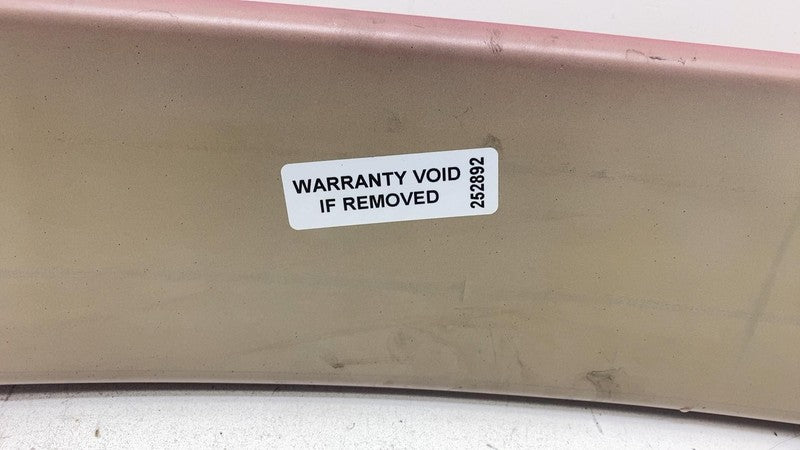 WARRANTY VOID
IF REMOVED
252892